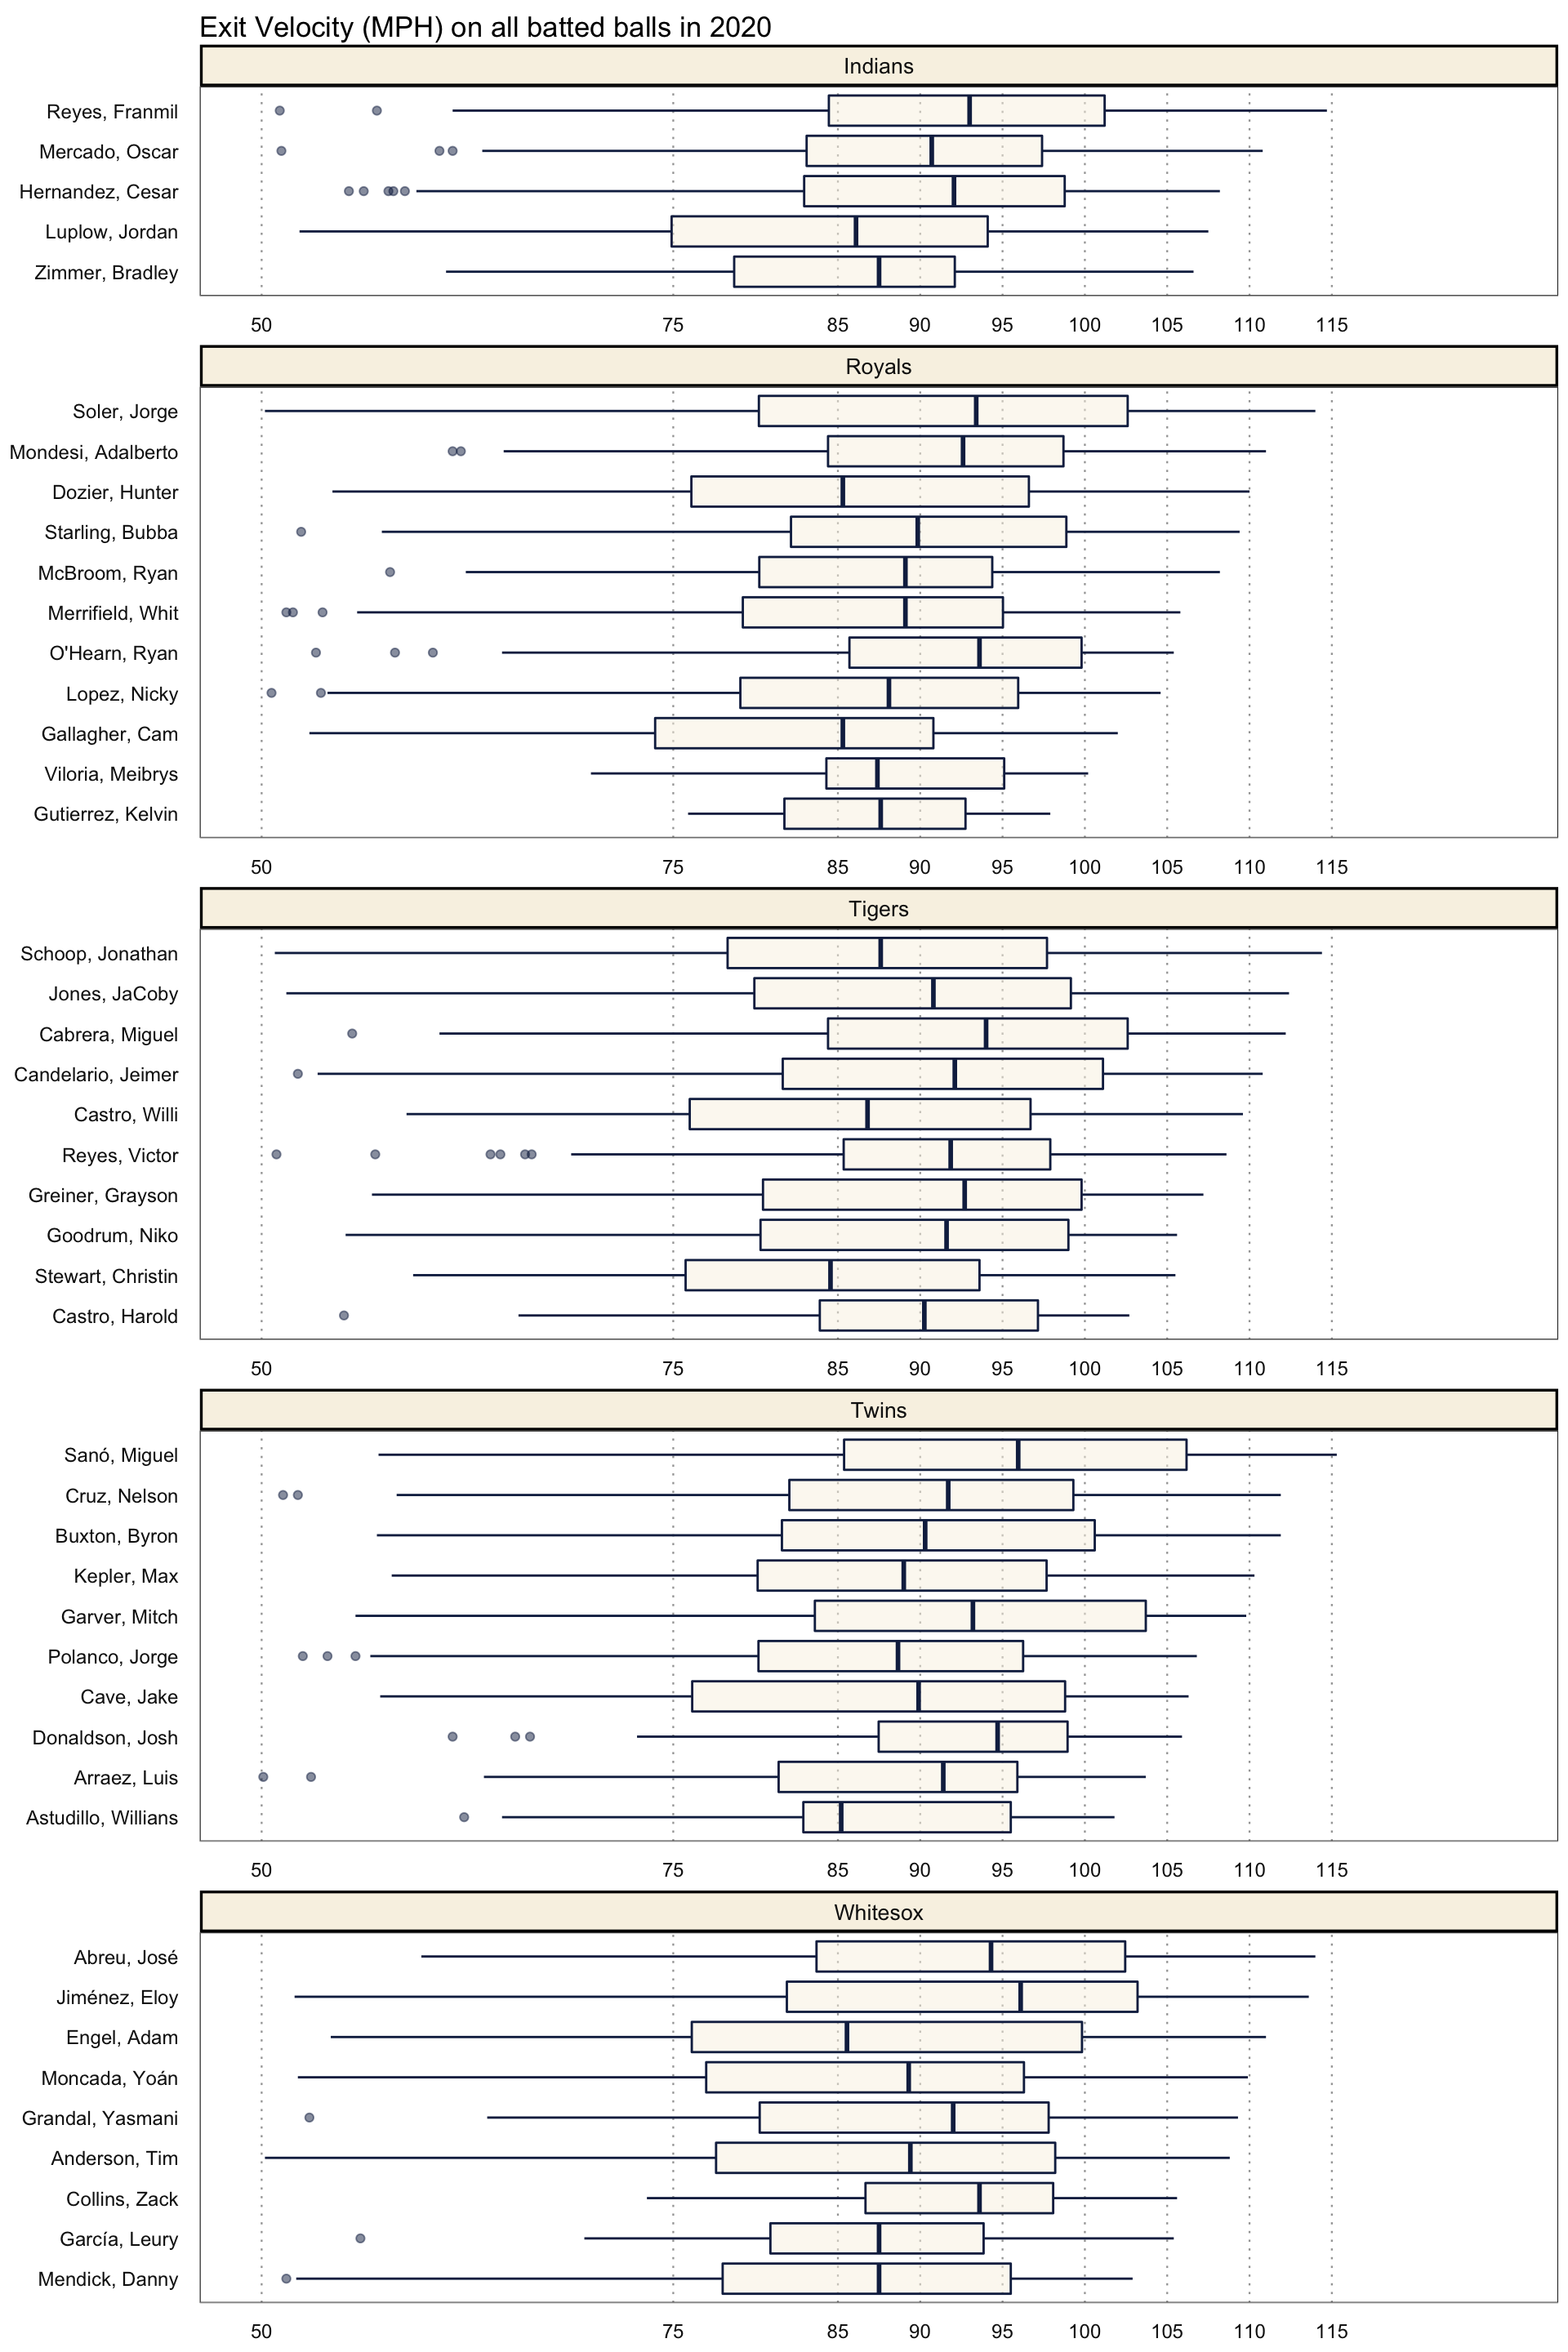 Exit Velocity (MPH) on all batted balls in 2020
Indians
Reyes, Franmil
Mercado, Oscar
Hernandez, Cesar
Luplow, Jordan
Zimmer, Bradley
50 75 85 90 95 100 105 110 115
Royals
Soler, Jorge
Mondesi, Adalberto
Dozier, Hunter
Starling, Bubba
McBroom, Ryan
Merrifield, Whit
O'Hearn, Ryan
Lopez, Nicky
Gallagher, Cam
Viloria, Meibrys
Gutierrez, Kelvin
50 75 85 90 95 100 105 110 115
Tigers
Schoop, Jonathan
Jones, JaCoby
Cabrera, Miguel
Candelario, Jeimer
Castro, Willi
Reyes, Victor
Greiner, Grayson
Goodrum, Niko
Stewart, Christin
Castro, Harold
50 75 85 90 95 100 105 110 115
Twins
Sanó, Miguel
Cruz, Nelson
Buxton, Byron
Kepler, Max
Garver, Mitch
Polanco, Jorge
Cave, Jake
Donaldson, Josh
Arraez, Luis
Astudillo, Willians
50 75 85 90 95 100 105 110 115
Whitesox
Abreu, José
Jiménez, Eloy
Engel, Adam
Moncada, Yoán
Grandal, Yasmani
Anderson, Tim
Collins, Zack
García, Leury
Mendick, Danny
50 75 85 90 95 100 105 110 115